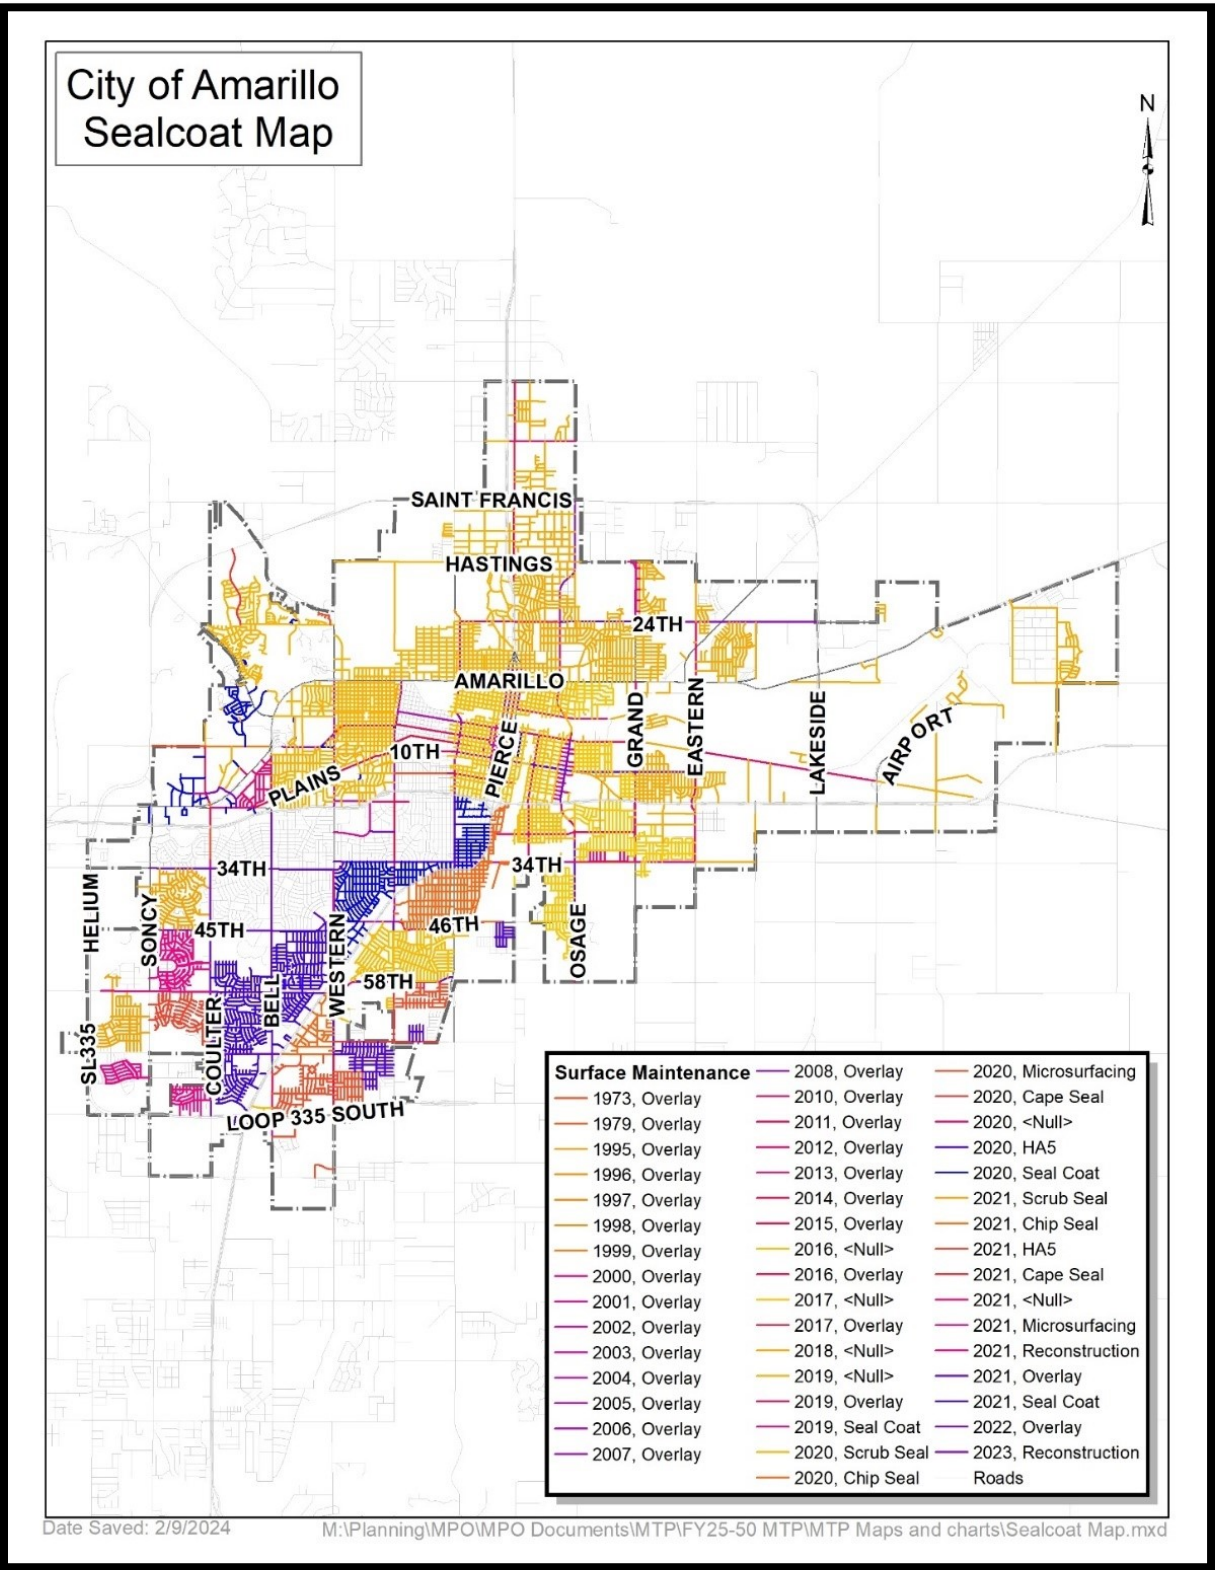 City of Amarillo
Sealcoat Map
N
SAINT FRANCIS
HASTINGS
24TH
AMARILLO
GRAND
EASTERN
LAKESIDE
AIRPORT
10TH
PIERCE
PLAINS
34TH
34TH
HELIUM
SONCY
45TH
WESTERN
46TH
OSAGE
58TH
BELL
COULTER
SL335
LOOP 335 SOUTH
Surface Maintenance
1973, Overlay
1979, Overlay
1995, Overlay
1996, Overlay
1997, Overlay
1998, Overlay
1999, Overlay
2000, Overlay
2001, Overlay
2002, Overlay
2003, Overlay
2004, Overlay
2005, Overlay
2006, Overlay
2007, Overlay
2008, Overlay
2010, Overlay
2011, Overlay
2012, Overlay
2013, Overlay
2014, Overlay
2015, Overlay
2016, <Null>
2016, Overlay
2017, <Null>
2017, Overlay
2018, <Null>
2019, <Null>
2019, Overlay
2019, Seal Coat
2020, Scrub Seal
2020, Chip Seal
2020, Microsurfacing
2020, Cape Seal
2020, <Null>
2020, HA5
2020, Seal Coat
2021, Scrub Seal
2021, Chip Seal
2021, HA5
2021, Cape Seal
2021, <Null>
2021, Microsurfacing
2021, Reconstruction
2021, Overlay
2021, Seal Coat
2022, Overlay
2023, Reconstruction
Roads
Date Saved: 2/9/2024
M:\Planning\MPO\MPO Documents\MTP\FY25-50 MTP\MTP Maps and charts\Sealcoat Map.mxd